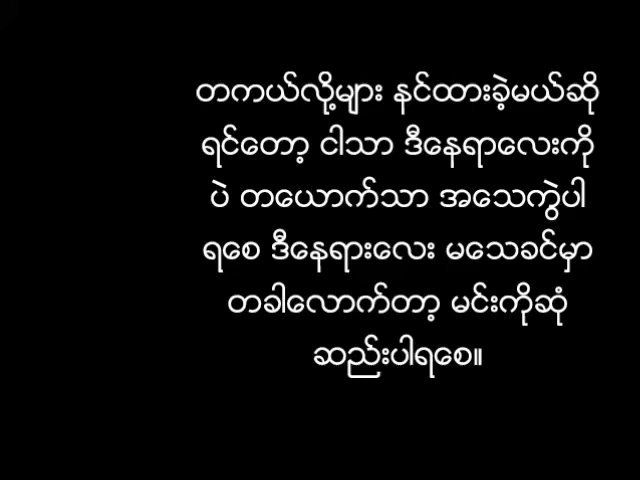 တကယ်လို့များ နင်ထားခဲ့မယ်ဆို
ရင်တော့ ငါသာ ဒီနေရာလေးကို
ပဲ တယောက်သာ အသေကွဲပါ
ရစေ ဒီနေရားလေး မသေခင်မှာ
တခါလောက်တာ့ မင်းကိုဆုံ
ဆည်းပါရစေ။